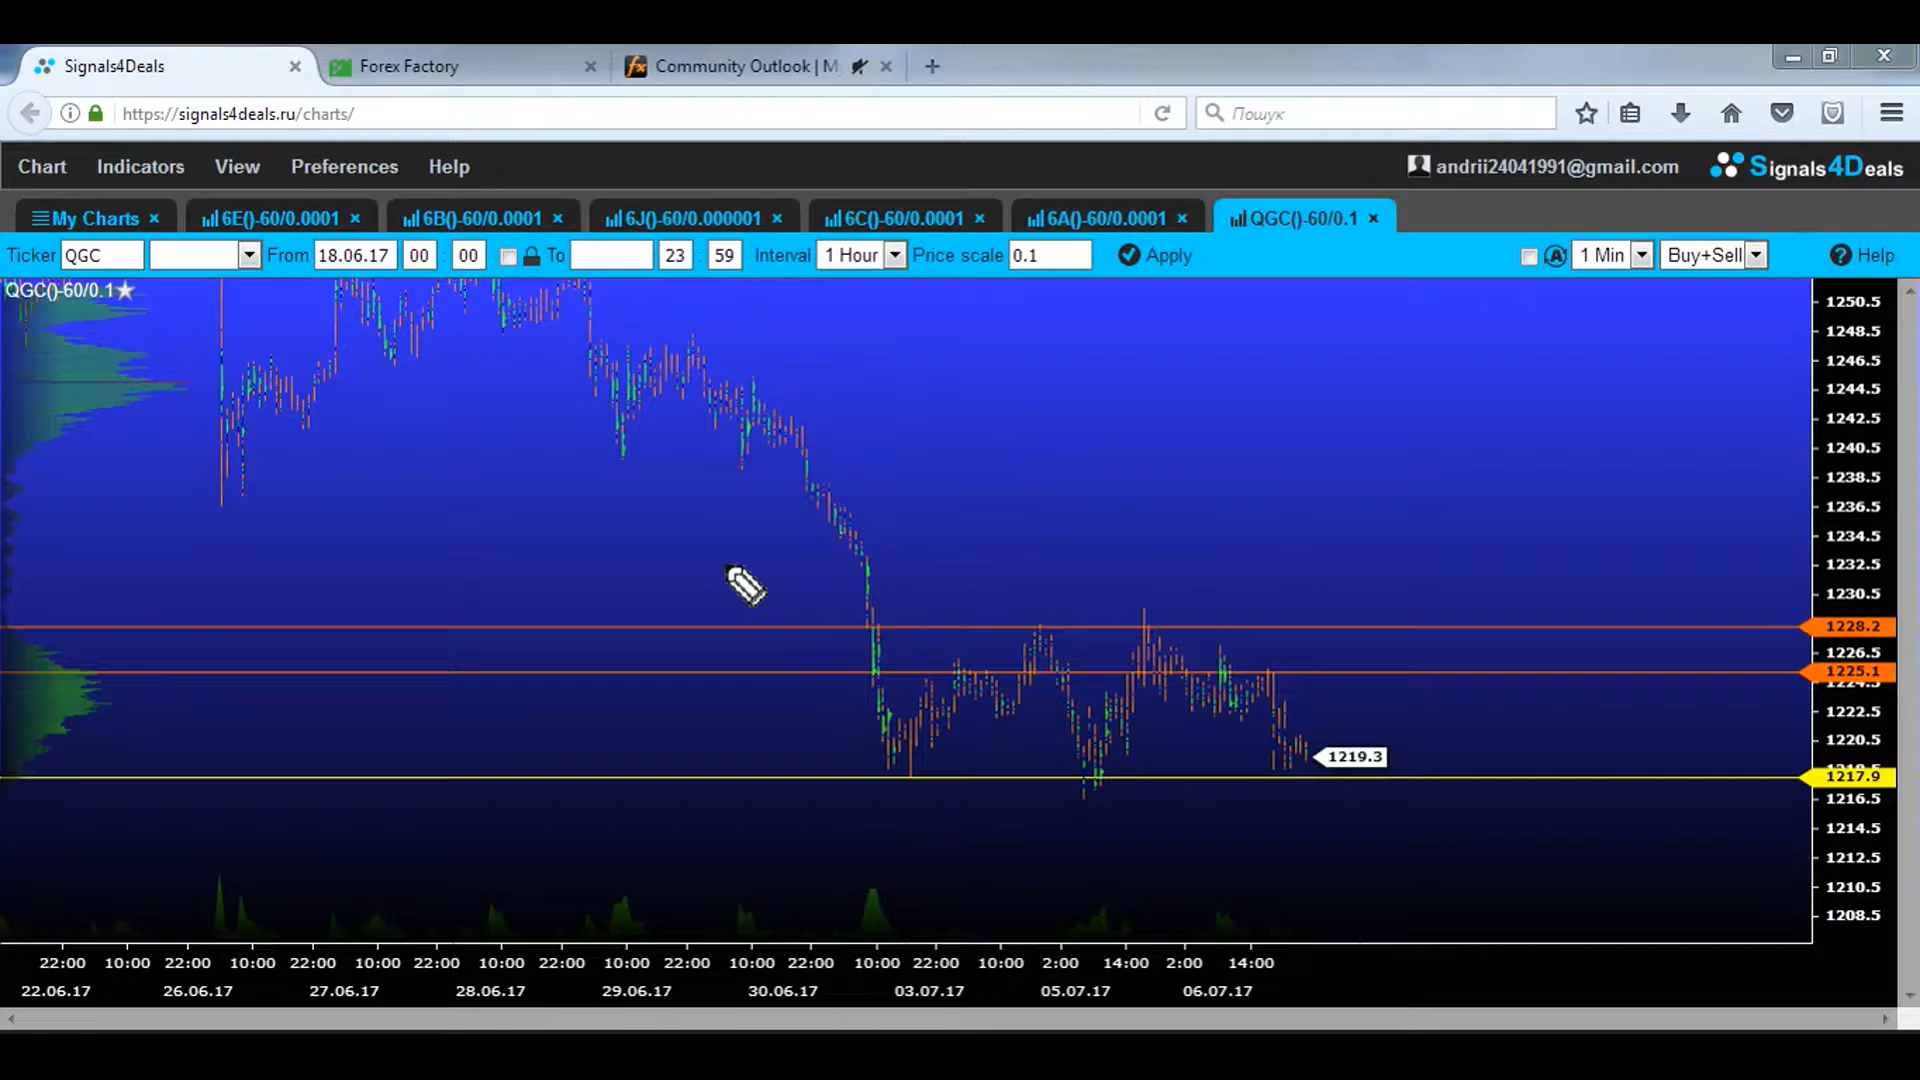 Signals4Deals
Forex Factory
Community Outlook | M
https://signals4deals.ru/charts/
Пошук
Chart Indicators View Preferences Help
andrii24041991@gmail.com
Signals4Deals
My Charts
6E()-60/0.0001
6B()-60/0.0001
6J()-60/0.000001
6C()-60/0.0001
6A()-60/0.0001
QGC()-60/0.1
Ticker QGC From 18.06.17 00 : 00 To 23 : 59 Interval 1 Hour Price scale 0.1 Apply 1 Min Buy+Sell Help
QGC()-60/0.1
1250.5
1248.5
1246.5
1244.5
1242.5
1240.5
1238.5
1236.5
1234.5
1232.5
1230.5
1228.2
1226.5
1225.1
1224.5
1222.5
1220.5
1219.3
1217.9
1216.5
1214.5
1212.5
1210.5
1208.5
22:00 10:00 22:00 10:00 22:00 10:00 22:00 10:00 22:00 10:00 22:00 10:00 22:00 10:00 22:00 10:00 2:00 14:00 2:00 14:00
22.06.17 26.06.17 27.06.17 28.06.17 29.06.17 30.06.17 03.07.17 05.07.17 06.07.17